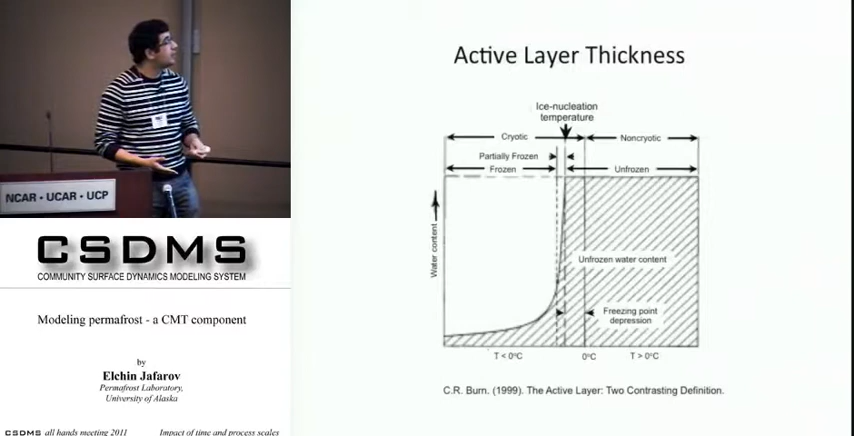 NCAR • UCAR • UCP
CSDMS
COMMUNITY SURFACE DYNAMICS MODELING SYSTEM
Modeling permafrost - a CMT component
by
Elchin Jafarov
Permafrost Laboratory,
University of Alaska
CSDMS all hands meeting 2011 Impact of time and process scales
Active Layer Thickness
Ice-nucleation
temperature
Cryotic Noncryotic
Partially Frozen
Frozen Unfrozen
Water content
Unfrozen water content
Freezing point
depression
T < 0°C 0°C T > 0°C
C.R. Burn. (1999). The Active Layer: Two Contrasting Definition.